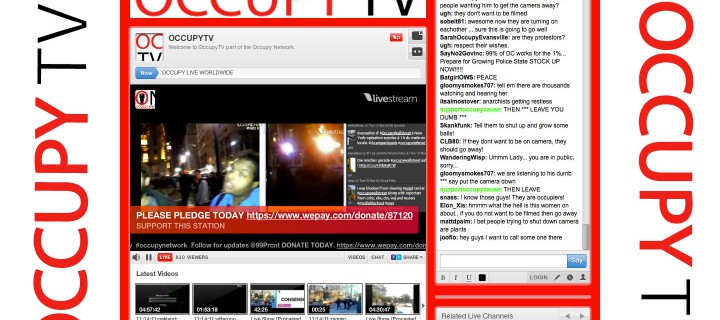 OCCUPY TV
OCCUPY TV
OCCUPYTV
Welcome to OccupyTV part of the Occupy Network.
Now OCCUPY LIVE WORLDWIDE
livestream
PLEASE PLEDGE TODAY https://www.wepay.com/donate/87120
SUPPORT THIS STATION
#occupynetwork Follow for updates @99Pront DONATE TODAY. https://www.wepay.com/don
LIVE 830 VIEWERS VIDEOS CHAT SHARE
Latest Videos
04:57:42 01:53:18 42:25 00:25 04:30:47
people wanting him to get the camera away?
ugh: they don't want to be filmed
sobeit81: awesome now they are turning on
eachother ... sure this is going to go well
SarahOccupyEvansville: are they protestors?
ugh: respect their wishes.
SayNo2GovInc: 99% of DC works for the 1%...
Prepare for Growing Police State STOCK UP
NOW!!!!!
BatgirlOWS: PEACE
gloomysmokes707: tell em there are thousands
watching and hearing her
itsalmostover: anarchists getting restless
supportoccupycause: THEN *** LEAVE YOU
DUMB ***
Skankfunk: Tell them to shut up and grow some
balls!
CLB80: If they dont want to be on camera, they
should go away!
WanderingWisp: Ummm Lady... you are in public,
sorry...
gloomysmokes707: we are listening to his dumb
*** say put the camera down
supportoccupycause: THEN LEAVE
snass: I know those guys! They are occupiers!
Eion_Xis: hmmm what the hell is this women on
about.. if you do not want to be filmed then go away
mattdpalm: I bet people trying to shut down camera
are plants
jooflo: hey guys I want to call some one there
Say
B I U LOGIN
Related Live Channels
OCCUPY T